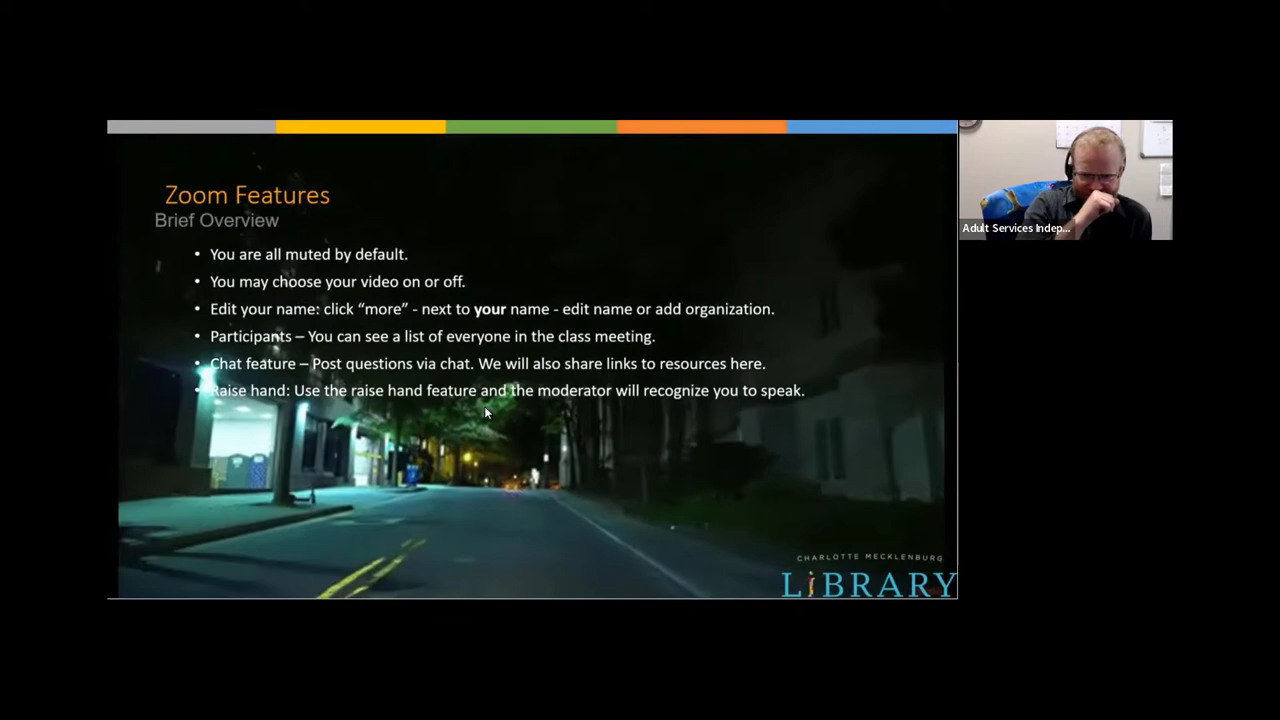 Zoom Features
Brief Overview
• You are all muted by default.
• You may choose your video on or off.
• Edit your name: click “more” - next to your name - edit name or add organization.
• Participants – You can see a list of everyone in the class meeting.
• Chat feature – Post questions via chat. We will also share links to resources here.
• Raise hand: Use the raise hand feature and the moderator will recognize you to speak.
Adult Services Indep...
CHARLOTTE MECKLENBURG
LiBRARY